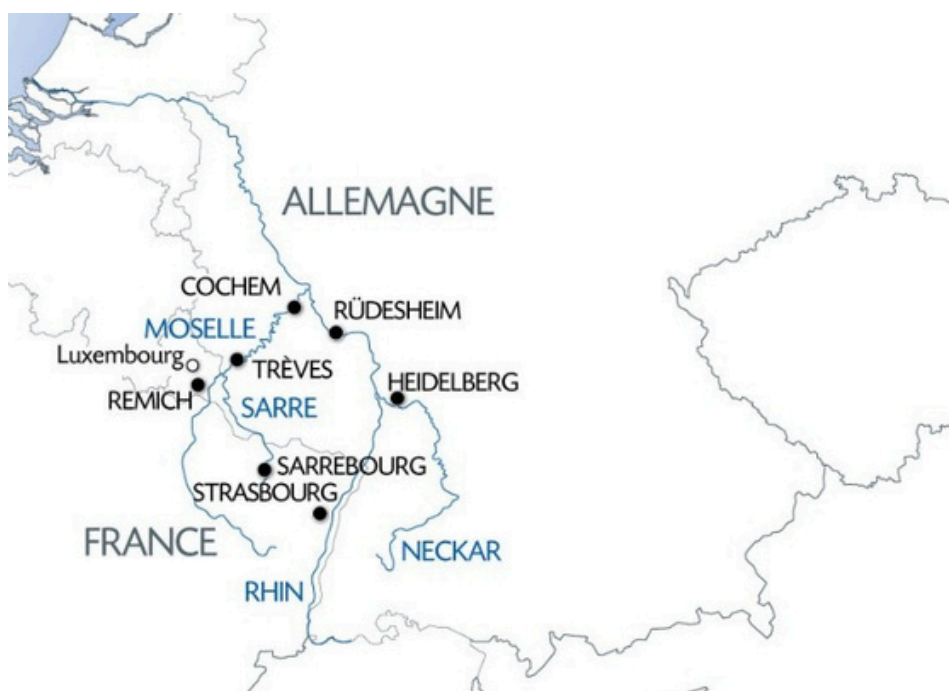 ALLEMAGNE
COCHEM
RÜDESHEIM
MOSELLE
Luxembourg
TRÈVES
HEIDELBERG
REMICH
SARRE
SARREBOURG
STRASBOURG
FRANCE
NECKAR
RHIN